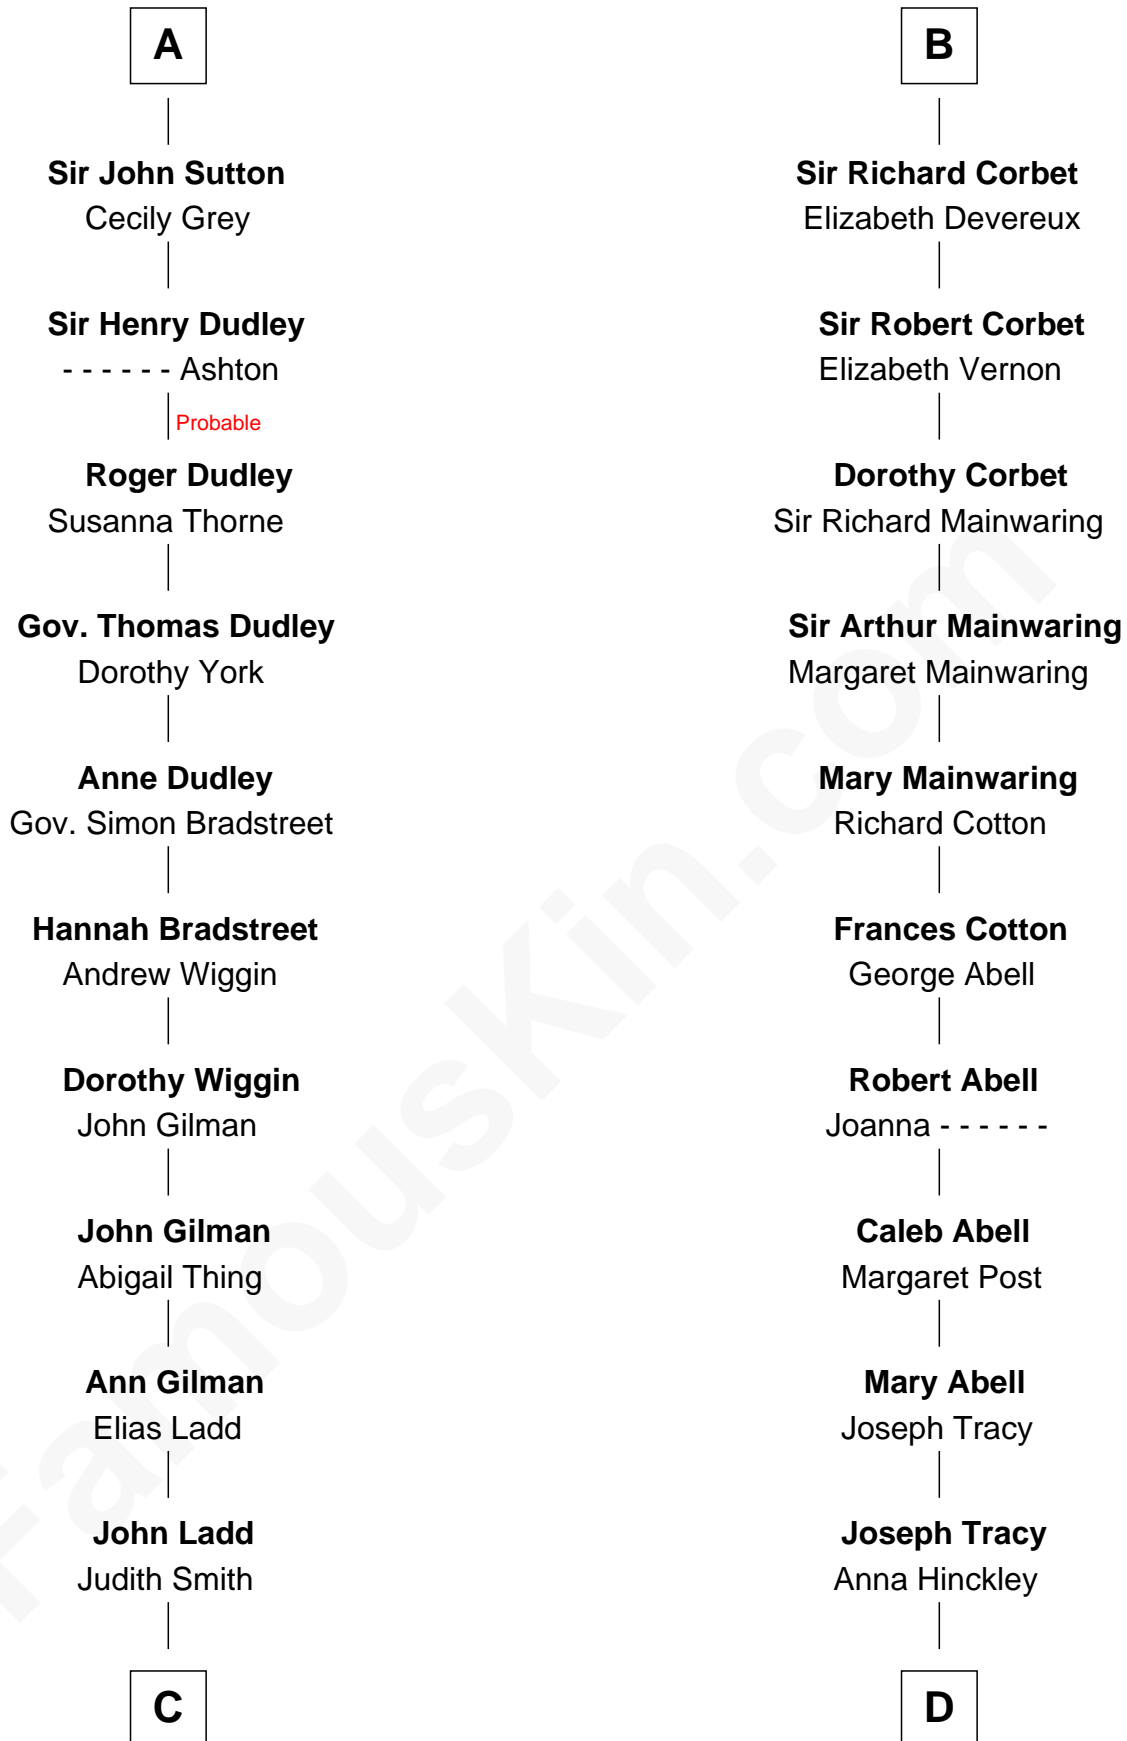 A
Sir John Sutton
Cecily Grey
Sir Henry Dudley
- - - - - - Ashton
Probable
Roger Dudley
Susanna Thorne
Gov. Thomas Dudley
Dorothy York
Anne Dudley
Gov. Simon Bradstreet
Hannah Bradstreet
Andrew Wiggin
Dorothy Wiggin
John Gilman
John Gilman
Abigail Thing
Ann Gilman
Elias Ladd
John Ladd
Judith Smith
C
B
Sir Richard Corbet
Elizabeth Devereux
Sir Robert Corbet
Elizabeth Vernon
Dorothy Corbet
Sir Richard Mainwaring
Sir Arthur Mainwaring
Margaret Mainwaring
Mary Mainwaring
Richard Cotton
Frances Cotton
George Abell
Robert Abell
Joanna - - - - - -
Caleb Abell
Margaret Post
Mary Abell
Joseph Tracy
Joseph Tracy
Anna Hinckley
D
FamousKin.com